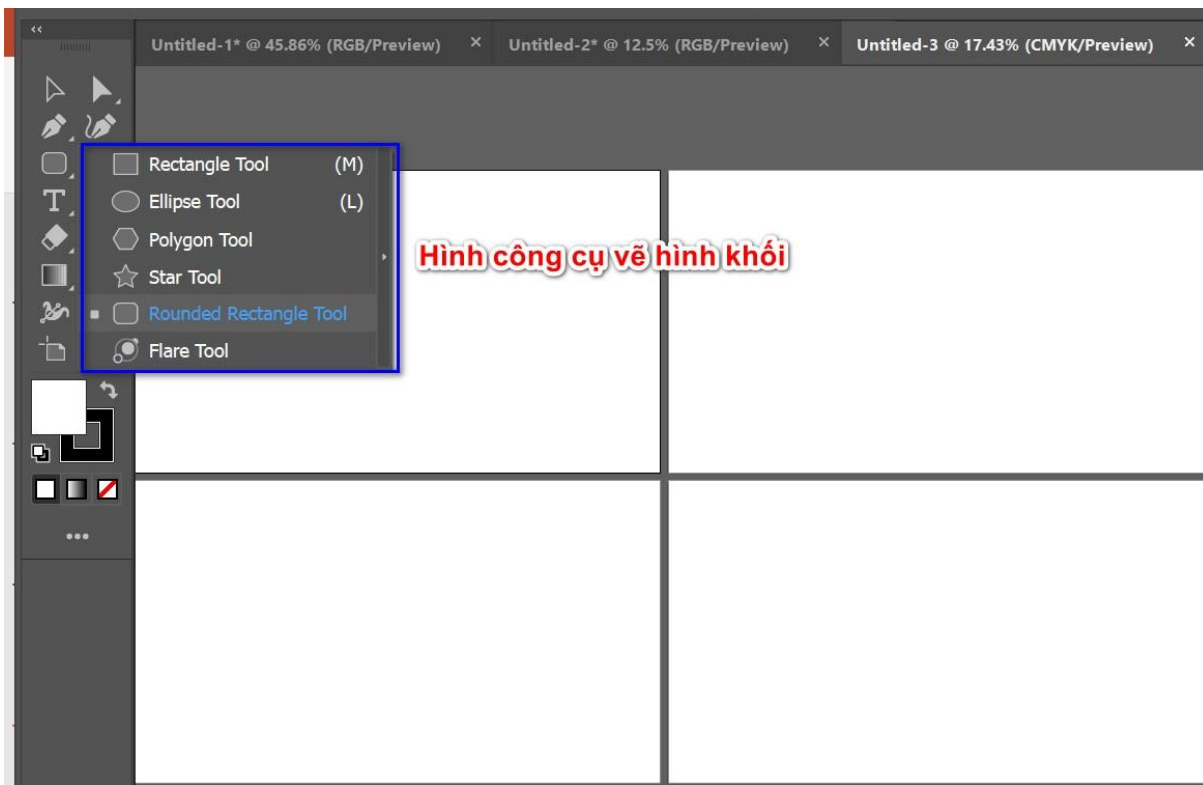 Untitled-1* @ 45.86% (RGB/Preview) × Untitled-2* @ 12.5% (RGB/Preview) × Untitled-3 @ 17.43% (CMYK/Preview) ×
Rectangle Tool (M)
Ellipse Tool (L)
Polygon Tool
Hình công cụ vẽ hình khối
Star Tool
Rounded Rectangle Tool
Flare Tool